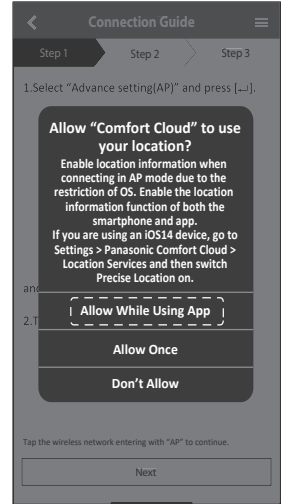 Connection Guide
Step 1 Step 2 Step 3
1.Select “Advance setting(AP)” and press [↵].
Allow “Comfort Cloud” to use
your location?
Enable location information when
connecting in AP mode due to the
restriction of OS. Enable the location
information function of both the
smartphone and app.
If you are using an iOS14 device, go to
Settings > Panasonic Comfort Cloud >
Location Services and then switch
Precise Location on.
and
Allow While Using App
2.T
Allow Once
Don’t Allow
Tap the wireless network entering with “AP” to continue.
Next